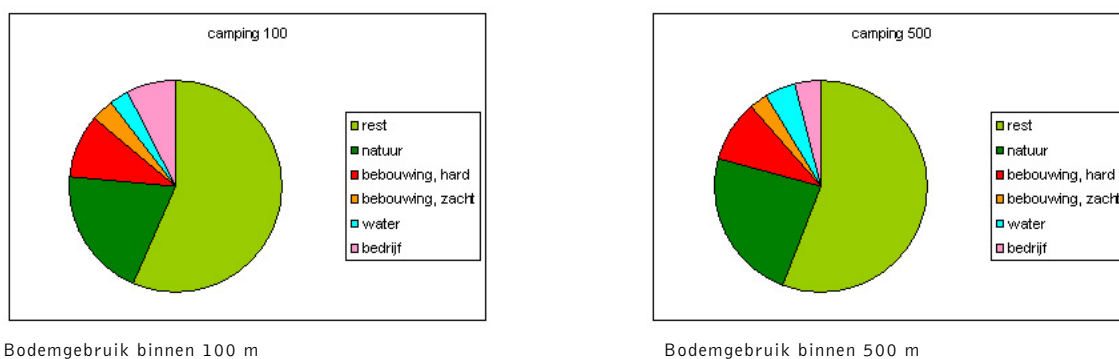 camping 100
rest
natuur
bebouwing, hard
bebouwing, zacht
water
bedrijf
Bodemgebruik binnen 100 m
camping 500
rest
natuur
bebouwing, hard
bebouwing, zacht
water
bedrijf
Bodemgebruik binnen 500 m